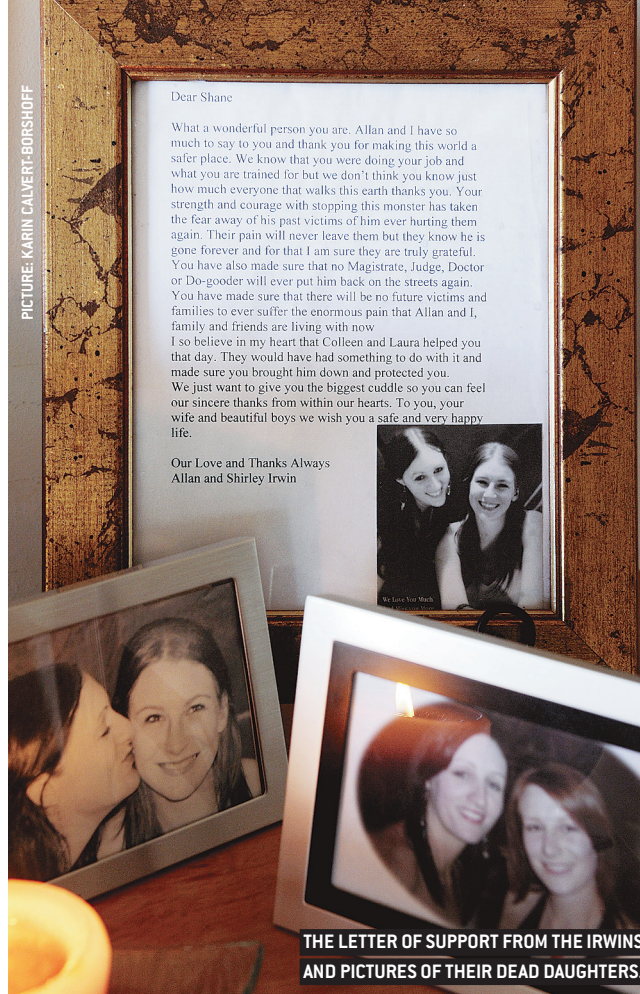 PICTURE: KARIN CALVERT-BORSHOFF
Dear Shane
What a wonderful person you are. Allan and I have so
much to say to you and thank you for making this world a
safer place. We know that you were doing your job and
what you are trained for but we don't think you know just
how much everyone that walks this earth thanks you. Your
strength and courage with stopping this monster has taken
the fear away of his past victims of him ever hurting them
again. Their pain will never leave them but they know he is
gone forever and for that I am sure they are truly grateful.
You have also made sure that no Magistrate, Judge, Doctor
or Do-gooder will ever put him back on the streets again.
You have made sure that there will be no future victims and
families to ever suffer the enormous pain that Allan and I,
family and friends are living with now
I so believe in my heart that Colleen and Laura helped you
that day. They would have had something to do with it and
made sure you brought him down and protected you.
We just want to give you the biggest cuddle so you can feel
our sincere thanks from within our hearts. To you, your
wife and beautiful boys we wish you a safe and very happy
life.
Our Love and Thanks Always
Allan and Shirley Irwin
We Love You Much
THE LETTER OF SUPPORT FROM THE IRWINS
AND PICTURES OF THEIR DEAD DAUGHTERS.